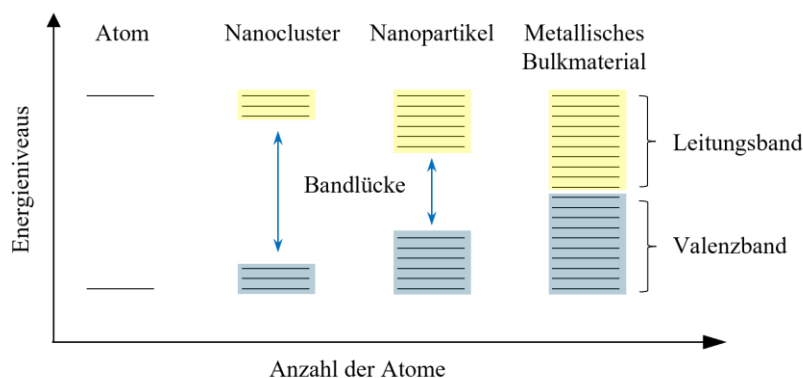 Atom
Nanocluster
Nanopartikel
Metallisches
Bulkmaterial
Energieniveaus
Bandlücke
Leitungsband
Valenzband
Anzahl der Atome